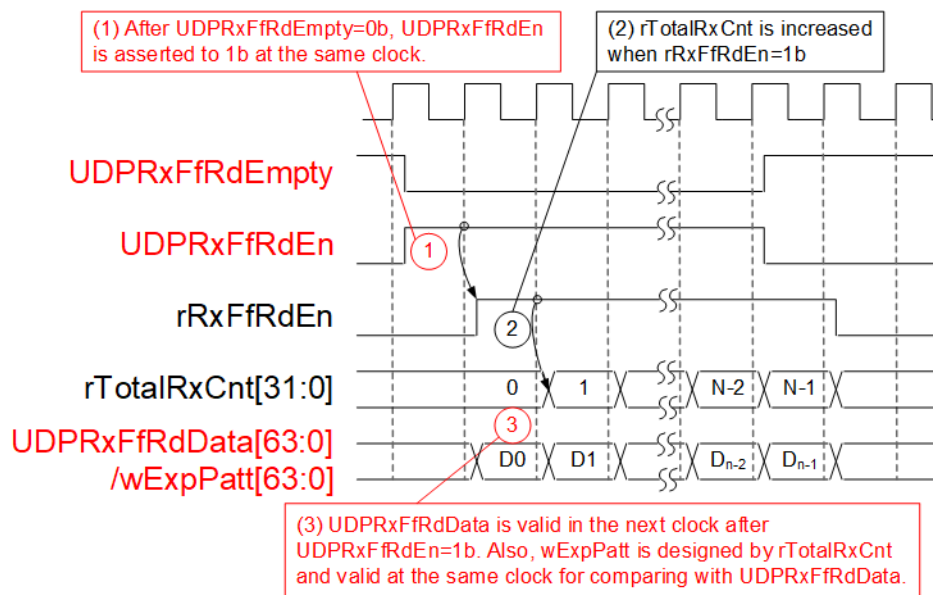 (1) After UDPRxFfRdEmpty=0b, UDPRxFfRdEn
is asserted to 1b at the same clock.
(2) rTotalRxCnt is increased
when rRxFfRdEn=1b
UDPRxFfRdEmpty
UDPRxFfRdEn
1
rRxFfRdEn
2
rTotalRxCnt[31:0]
0 1 N-2 N-1
3
UDPRxFfRdData[63:0]
/wExpPatt[63:0]
D0 D1 Dn-2 Dn-1
(3) UDPRxFfRdData is valid in the next clock after
UDPRxFfRdEn=1b. Also, wExpPatt is designed by rTotalRxCnt
and valid at the same clock for comparing with UDPRxFfRdData.